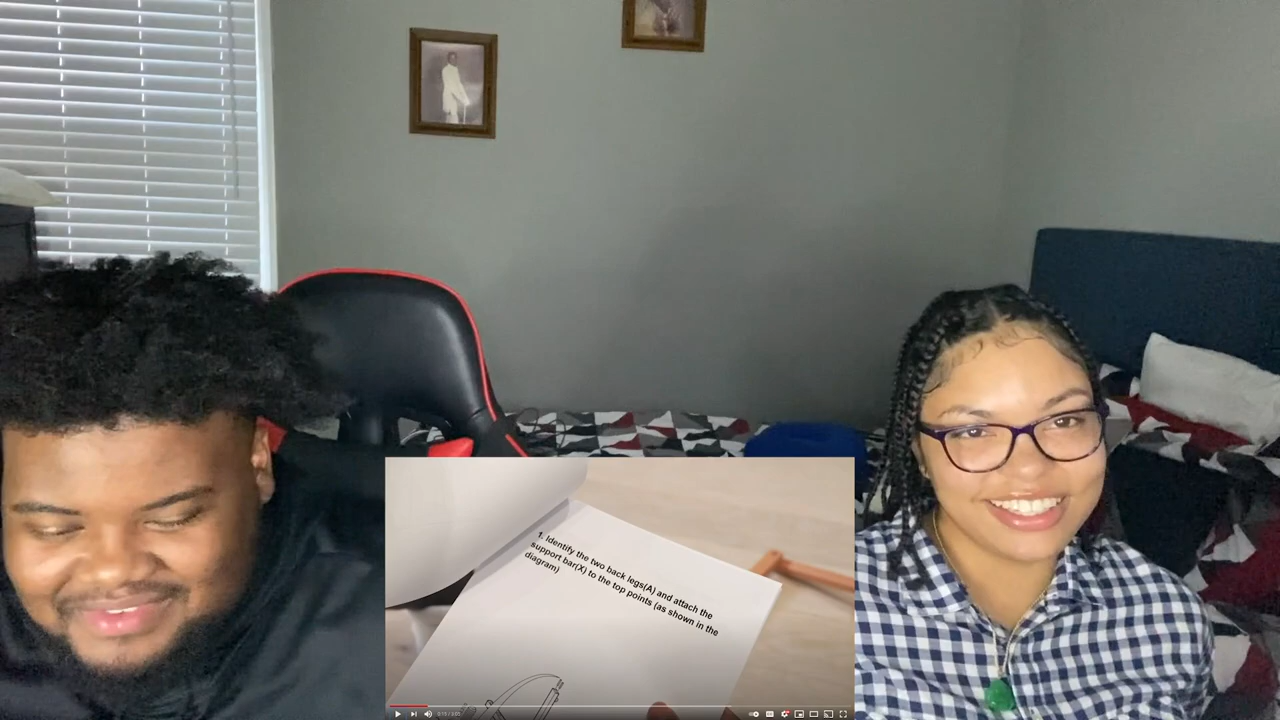 1. Identify the two back legs(A) and attach the
support bar(X) to the top points (as shown in the
diagram)